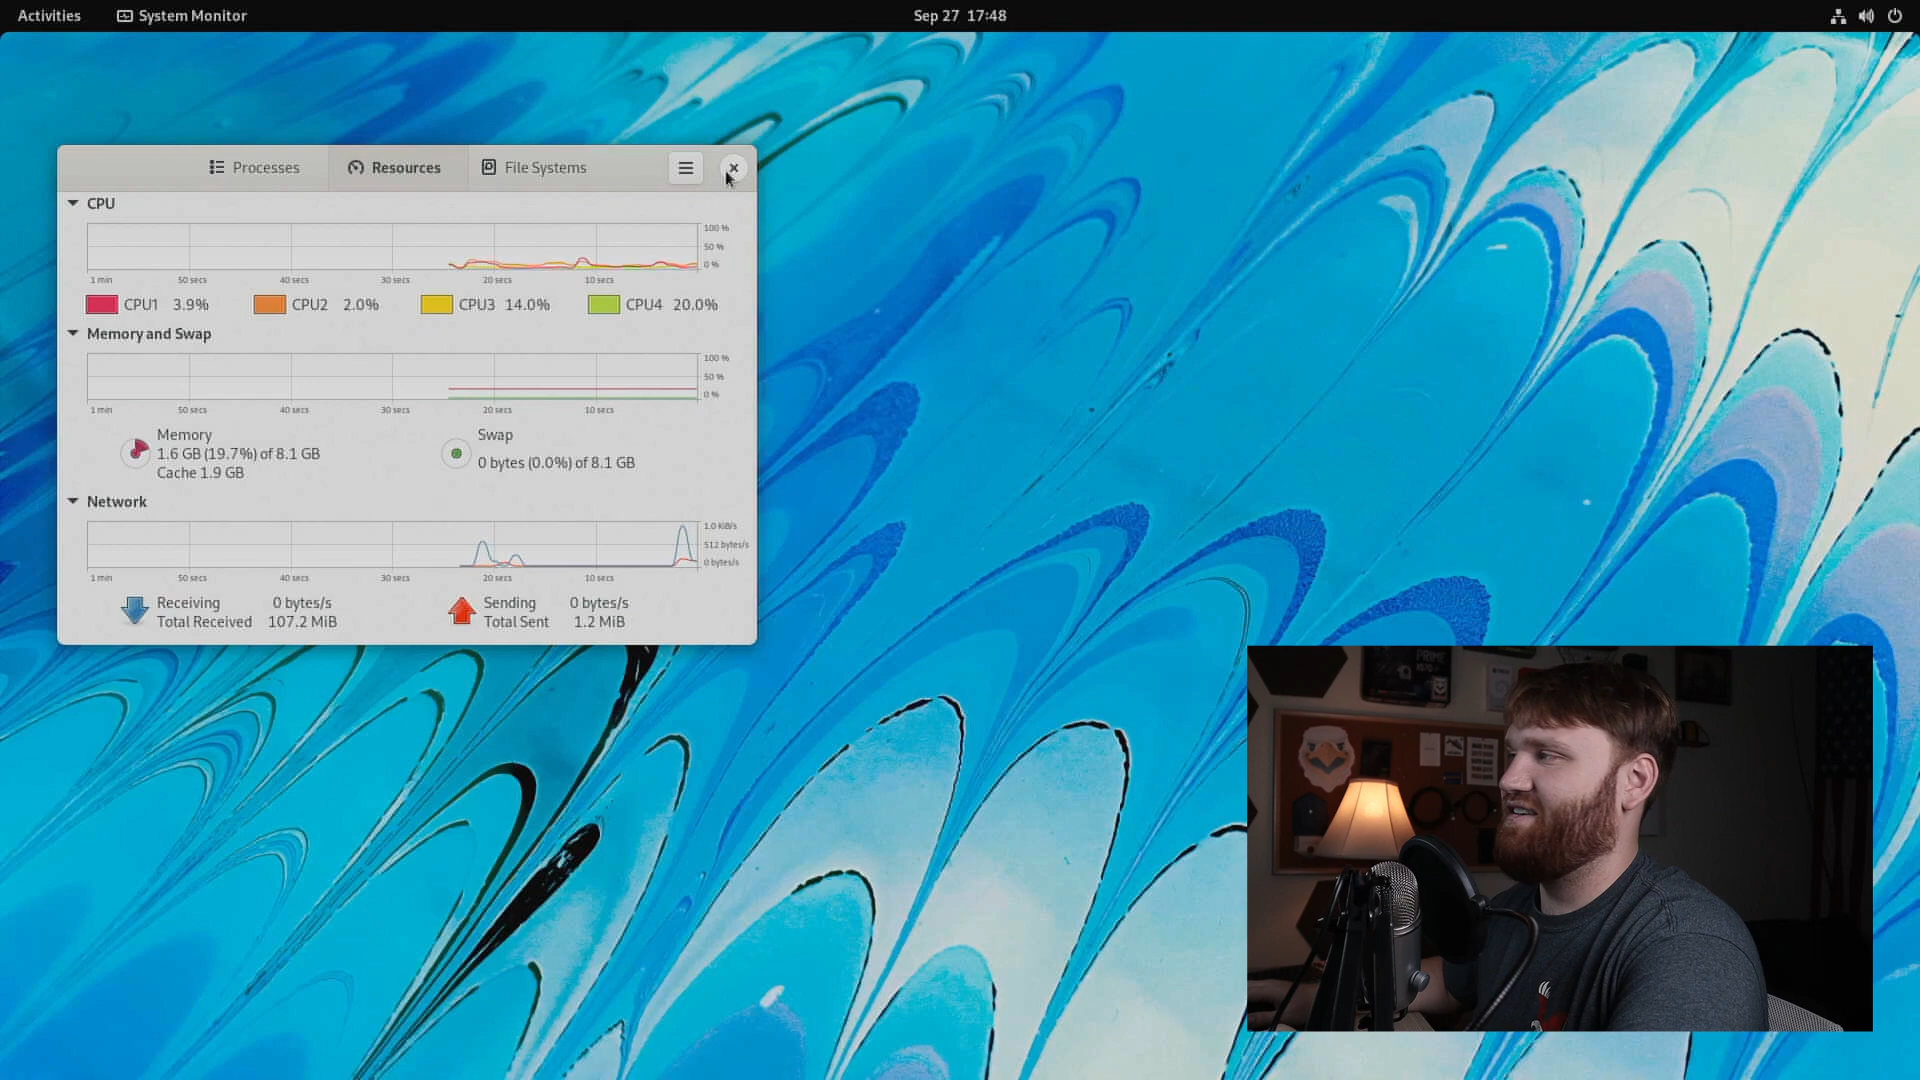 Activities System Monitor Sep 27 17:48
Processes Resources File Systems
CPU
100 %
50 %
0 %
1 min 50 secs 40 secs 30 secs 20 secs 10 secs
CPU1 3.9% CPU2 2.0% CPU3 14.0% CPU4 20.0%
Memory and Swap
100 %
50 %
0 %
1 min 50 secs 40 secs 30 secs 20 secs 10 secs
Memory
1.6 GB (19.7%) of 8.1 GB
Cache 1.9 GB
Swap
0 bytes (0.0%) of 8.1 GB
Network
1.0 KiB/s
512 bytes/s
0 bytes/s
1 min 50 secs 40 secs 30 secs 20 secs 10 secs
Receiving 0 bytes/s
Total Received 107.2 MiB
Sending 0 bytes/s
Total Sent 1.2 MiB
PRIME